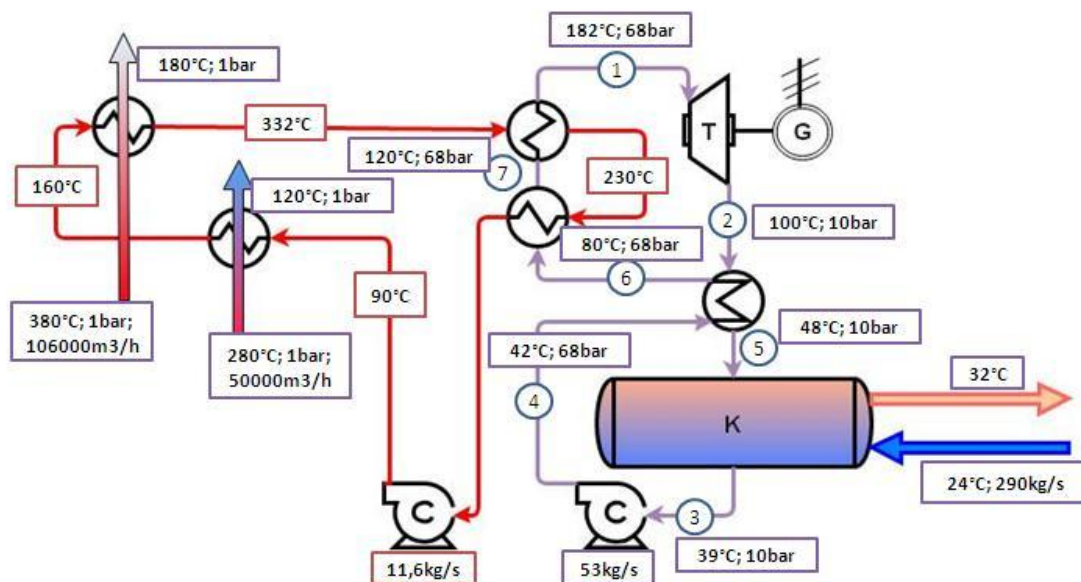 182°C; 68bar
1
180°C; 1bar
332°C
T
G
120°C; 68bar
7
160°C
120°C; 1bar
230°C
2
100°C; 10bar
80°C; 68bar
6
90°C
380°C; 1bar;
106000m3/h
280°C; 1bar;
50000m3/h
42°C; 68bar
5
48°C; 10bar
32°C
4
K
24°C; 290kg/s
C
C
3
39°C; 10bar
11,6kg/s
53kg/s